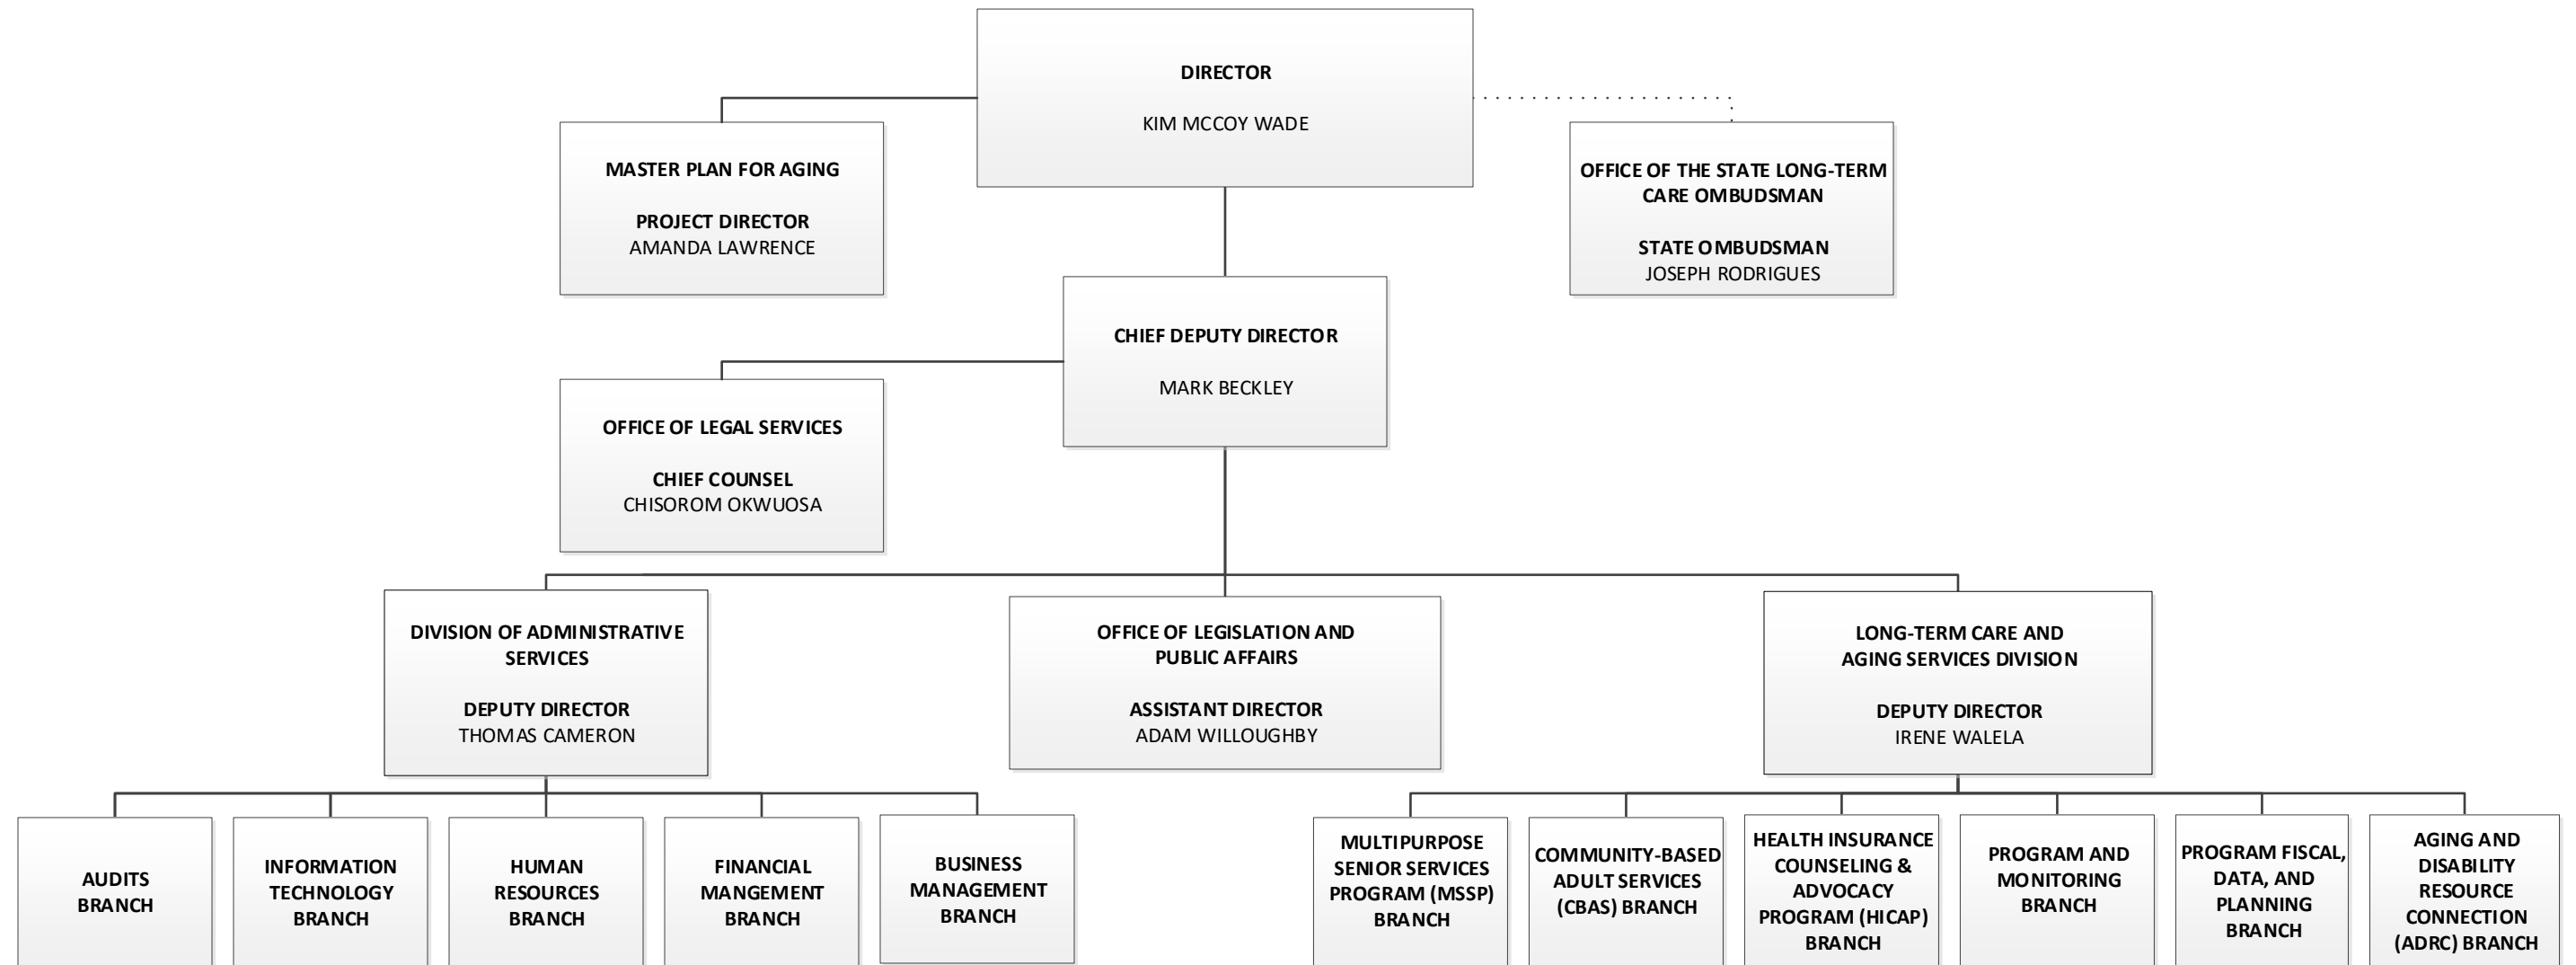 DIRECTOR
KIM MCCOY WADE
MASTER PLAN FOR AGING
PROJECT DIRECTOR
AMANDA LAWRENCE
OFFICE OF THE STATE LONG-TERM
CARE OMBUDSMAN
STATE OMBUDSMAN
JOSEPH RODRIGUES
CHIEF DEPUTY DIRECTOR
MARK BECKLEY
OFFICE OF LEGAL SERVICES
CHIEF COUNSEL
CHISOROM OKWUOSA
DIVISION OF ADMINISTRATIVE
SERVICES
DEPUTY DIRECTOR
THOMAS CAMERON
OFFICE OF LEGISLATION AND
PUBLIC AFFAIRS
ASSISTANT DIRECTOR
ADAM WILLOUGHBY
LONG-TERM CARE AND
AGING SERVICES DIVISION
DEPUTY DIRECTOR
IRENE WALELA
AUDITS
BRANCH
INFORMATION
TECHNOLOGY
BRANCH
HUMAN
RESOURCES
BRANCH
FINANCIAL
MANGEMENT
BRANCH
BUSINESS
MANAGEMENT
BRANCH
MULTIPURPOSE
SENIOR SERVICES
PROGRAM (MSSP)
BRANCH
COMMUNITY-BASED
ADULT SERVICES
(CBAS) BRANCH
HEALTH INSURANCE
COUNSELING &
ADVOCACY
PROGRAM (HICAP)
BRANCH
PROGRAM AND
MONITORING
BRANCH
PROGRAM FISCAL,
DATA, AND
PLANNING
BRANCH
AGING AND
DISABILITY
RESOURCE
CONNECTION
(ADRC) BRANCH